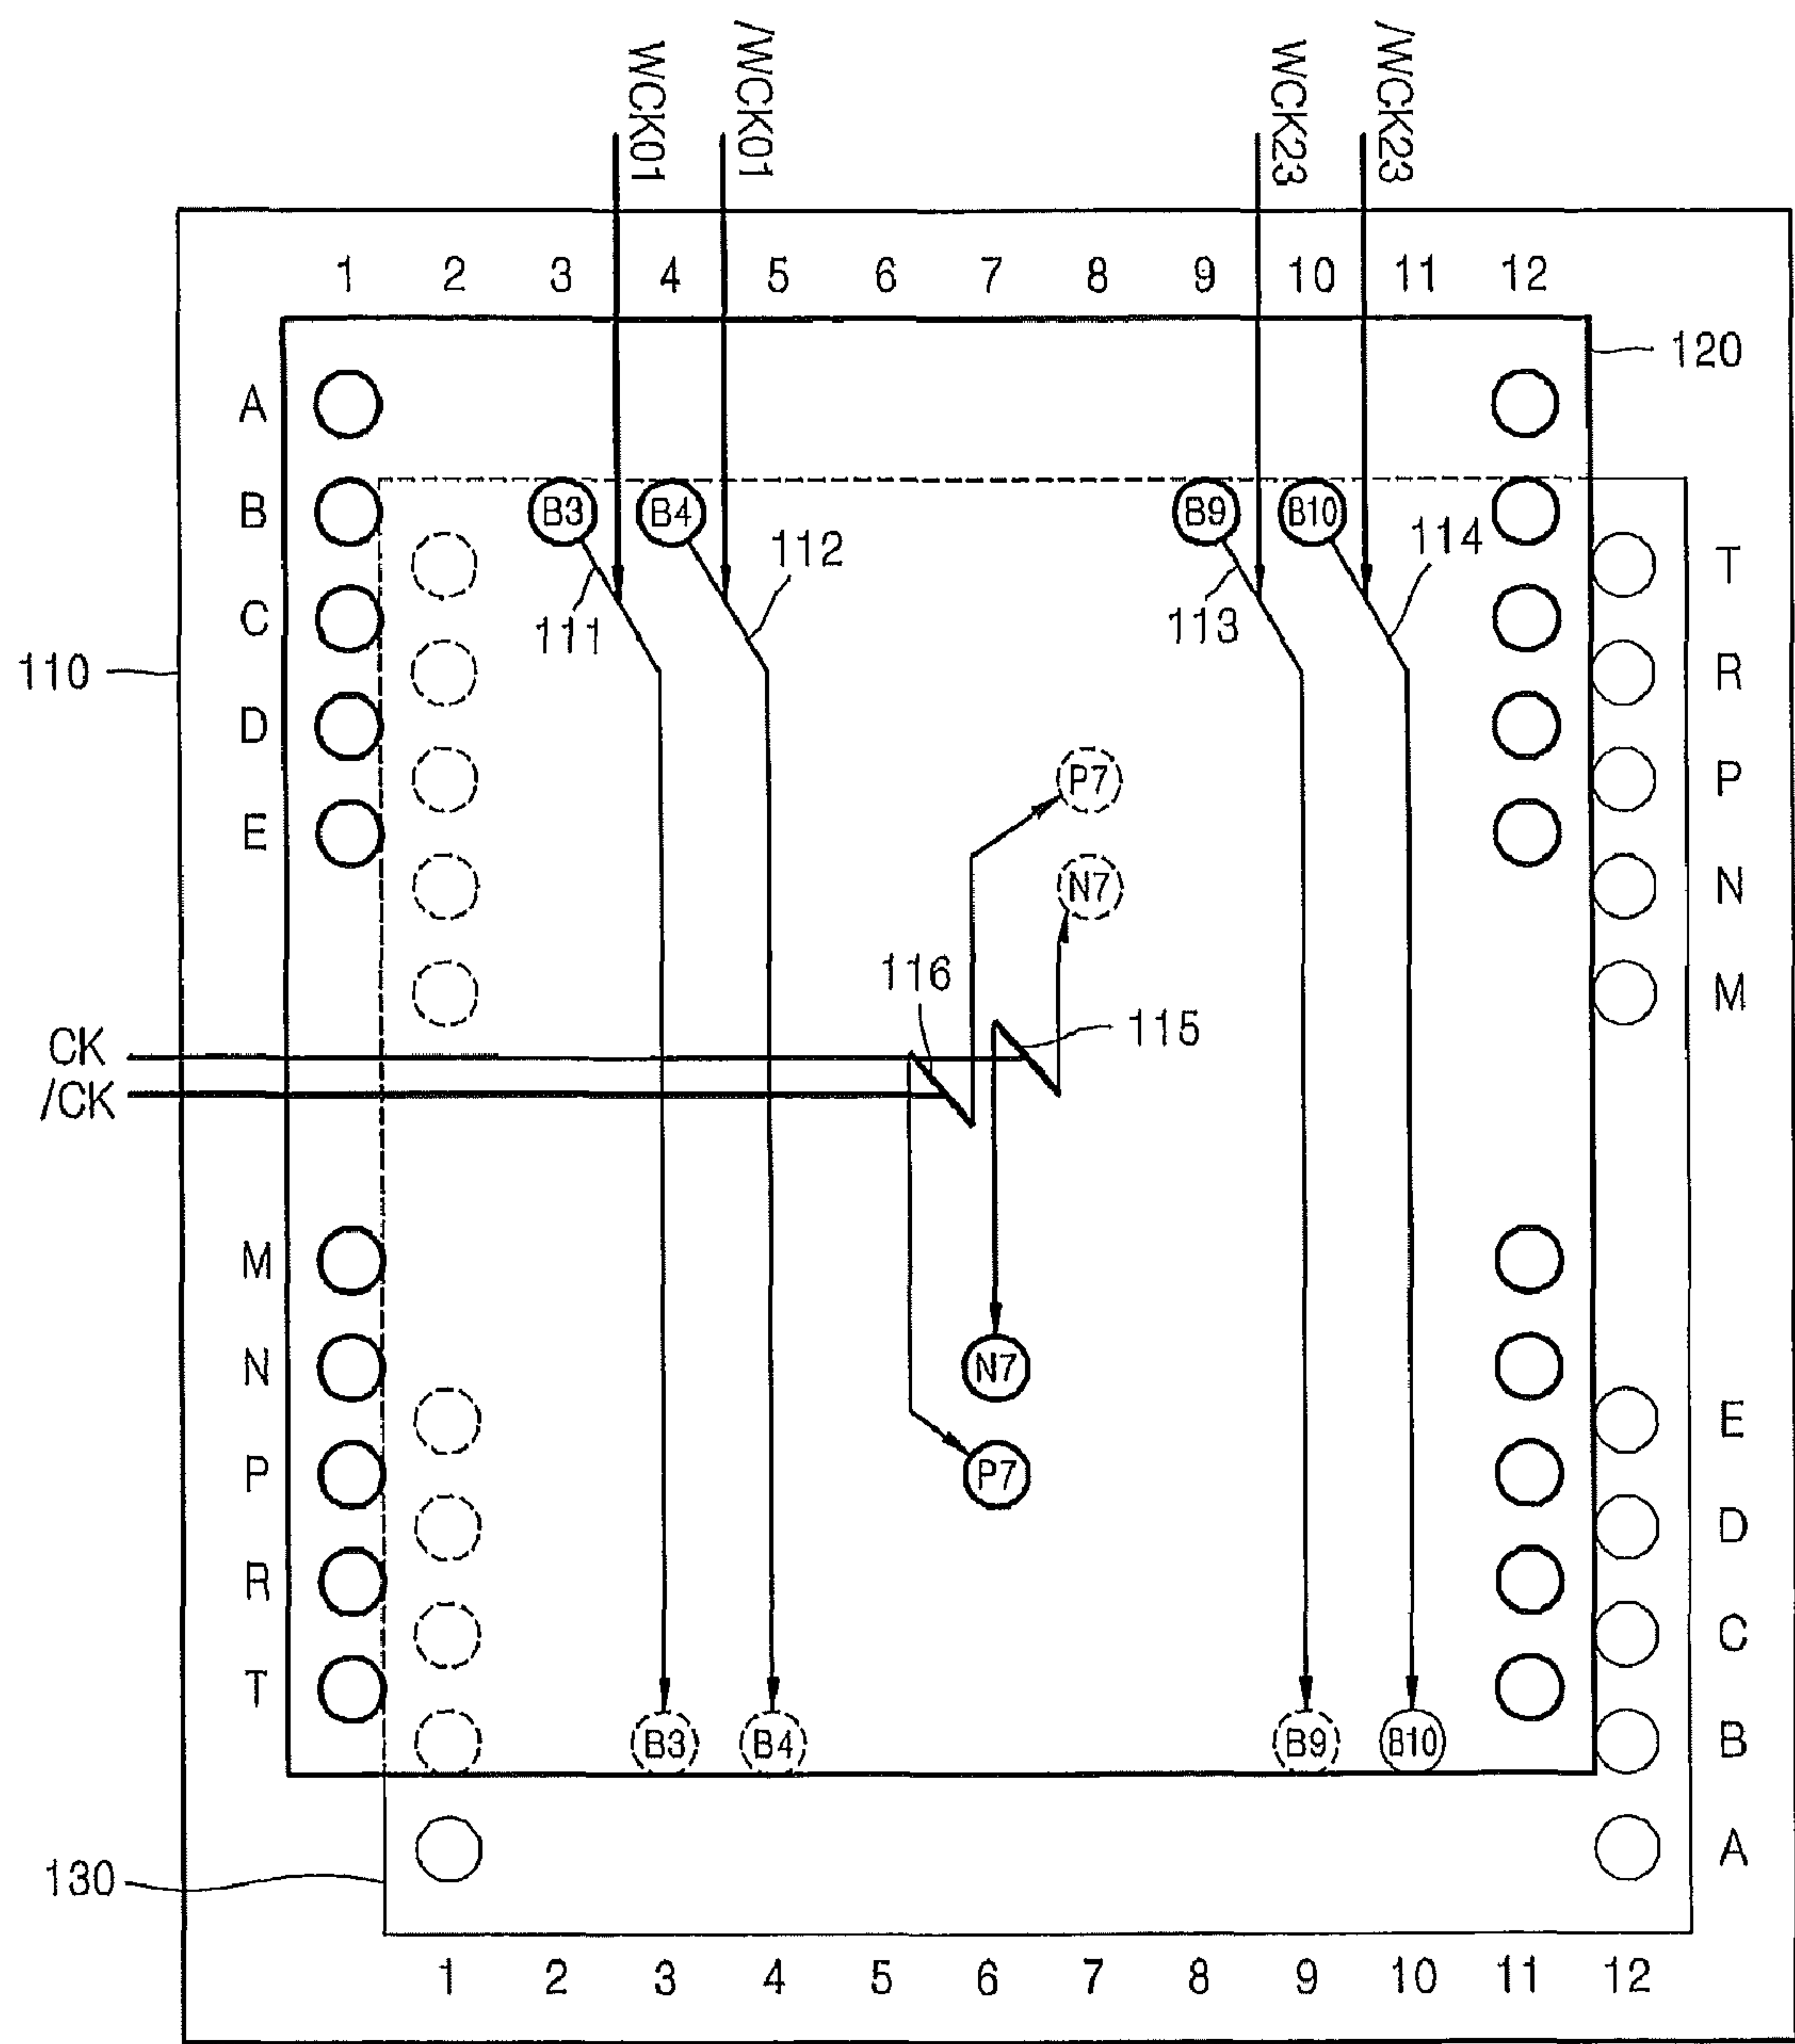 WCK01 /WCK01 WCK23 /WCK23
1 2 3 4 5 6 7 8 9 10 11 12
120
A
B B3 B4 B9 B10
112 114 T
C 111 113
110 R
D
P7 P
E
N7 N
116 M
115
CK
/CK
M
N N7
E
P P7
D
R
C
T
B3 B4 B9 B10 B
130 A
1 2 3 4 5 6 7 8 9 10 11 12